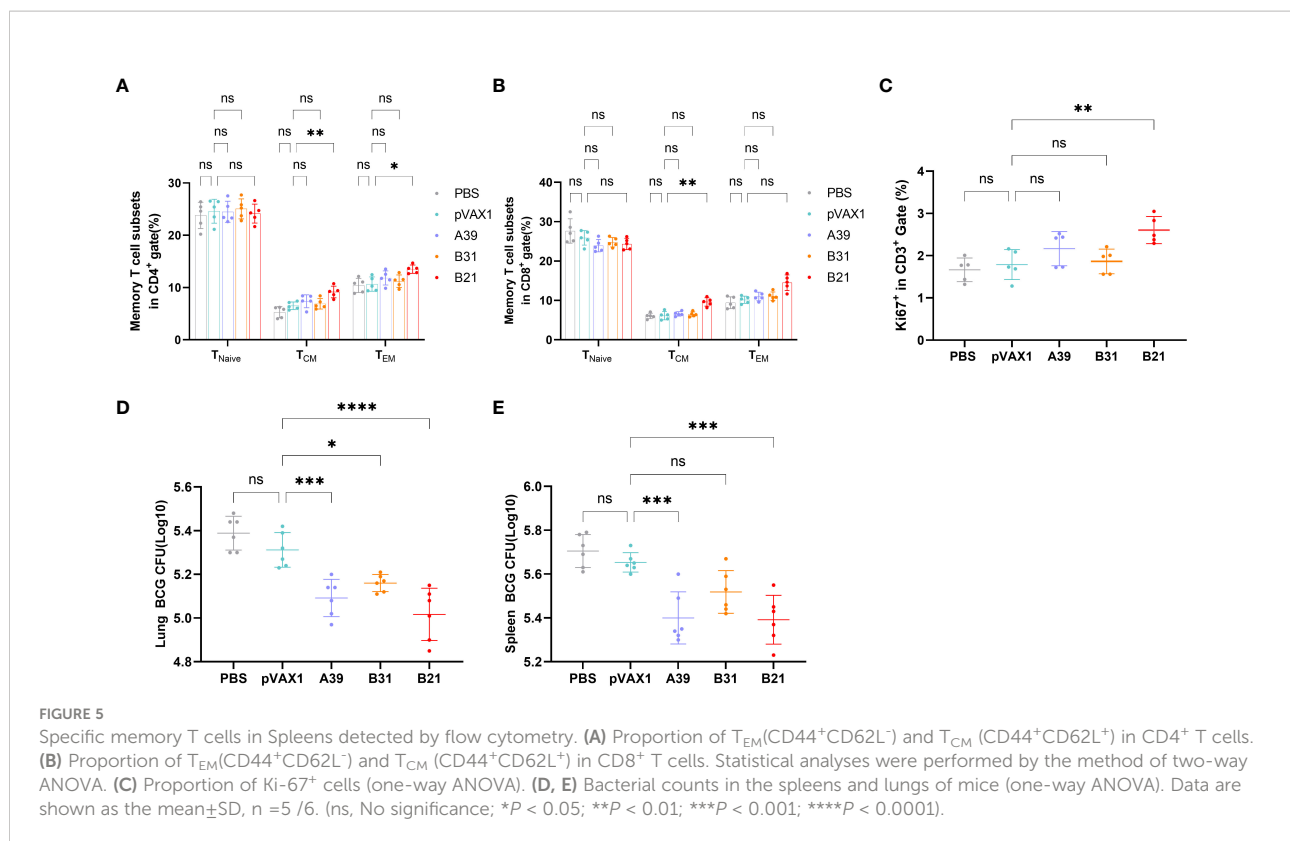 A
ns
ns
ns
ns
**
ns
ns
ns
ns
ns
ns
ns
*
Memory T cell subsets
in CD4+ gate(%)
30
20
10
0
TNaive
TCM
TEM
PBS
pVAX1
A39
B31
B21
B
ns
ns
ns
ns
ns
ns
ns
ns
ns
ns
**
ns
ns
Memory T cell subsets
in CD8+ gate(%)
40
30
20
10
0
TNaive
TCM
TEM
PBS
pVAX1
A39
B31
B21
C
**
ns
ns
ns
Ki67+ in CD3+ Gate (%)
4
3
2
1
0
PBS
pVAX1
A39
B31
B21
D
****
*
ns
***
Lung BCG CFU(Log10)
5.6
5.4
5.2
5.0
4.8
PBS
pVAX1
A39
B31
B21
E
***
ns
ns
***
Spleen BCG CFU(Log10)
6.0
5.8
5.6
5.4
5.2
PBS
pVAX1
A39
B31
B21
FIGURE 5
Specific memory T cells in Spleens detected by flow cytometry. (A) Proportion of TEM(CD44+CD62L-) and TCM (CD44+CD62L+) in CD4+ T cells.
(B) Proportion of TEM(CD44+CD62L-) and TCM (CD44+CD62L+) in CD8+ T cells. Statistical analyses were performed by the method of two-way
ANOVA. (C) Proportion of Ki-67+ cells (one-way ANOVA). (D, E) Bacterial counts in the spleens and lungs of mice (one-way ANOVA). Data are
shown as the mean±SD, n =5 /6. (ns, No significance; *P < 0.05; **P < 0.01; ***P < 0.001; ****P < 0.0001).